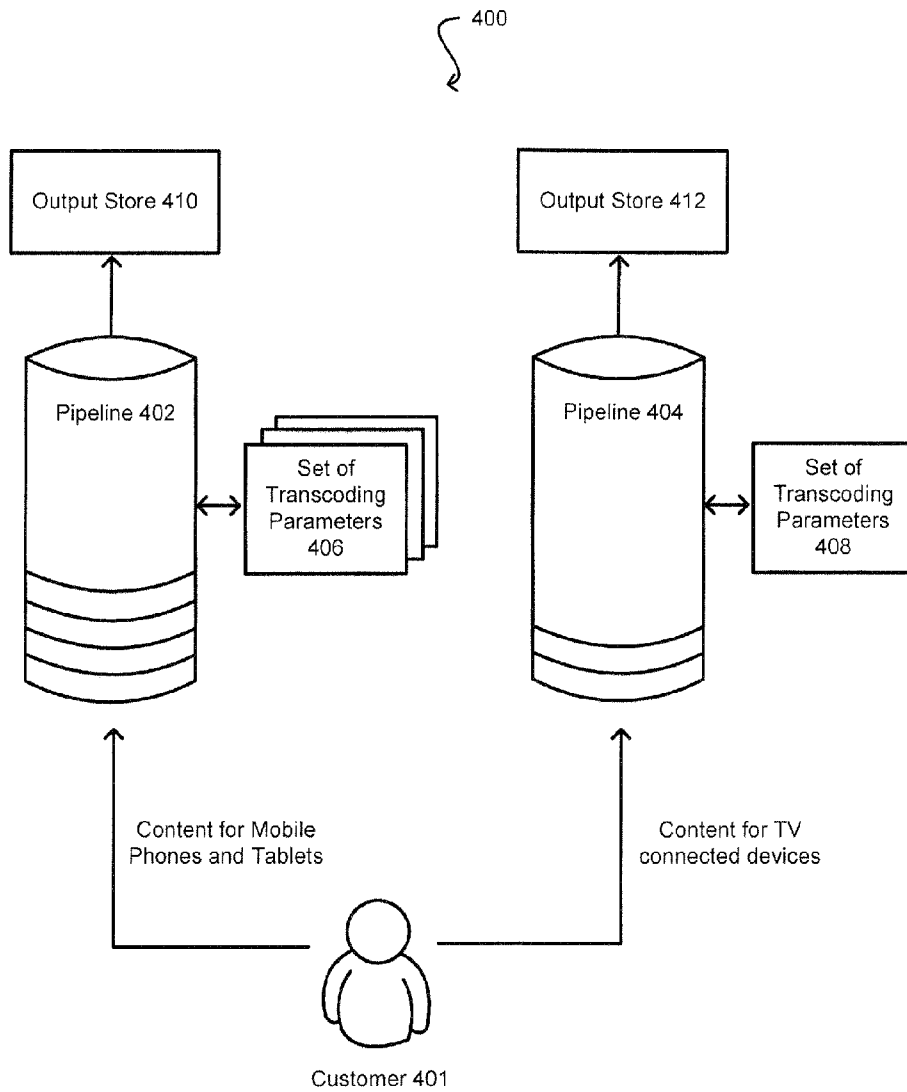 400
Output Store 410
Output Store 412
Pipeline 402
Pipeline 404
Set of
Transcoding
Parameters
406
Set of
Transcoding
Parameters
408
Content for Mobile
Phones and Tablets
Content for TV
connected devices
Customer 401